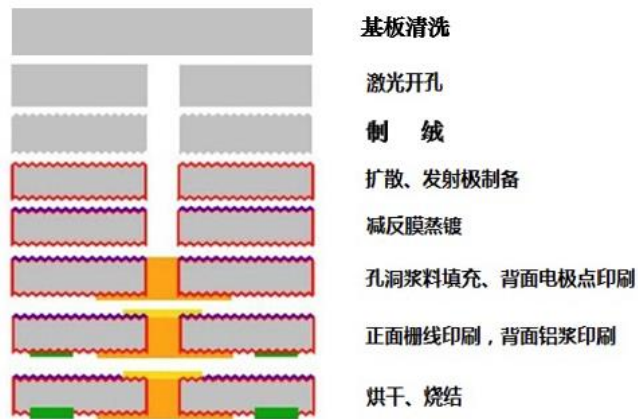 基板清洗
激光开孔
制 绒
扩散、发射极制备
减反膜蒸镀
孔洞浆料填充、背面电极点印刷
正面栅线印刷，背面铝浆印刷
烘干、烧结